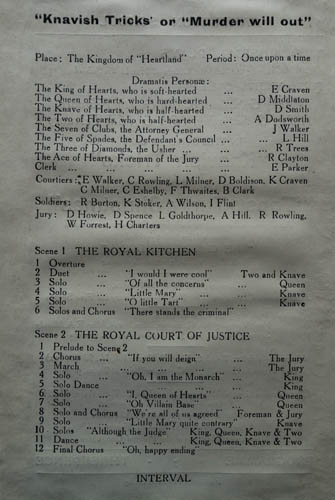 "Knavish Tricks' or "Murder will out"
Place: The Kingdom of "Heartland" Period: Once upon a time
Dramatis Personæ:
The King of Hearts, who is soft-hearted ... E Craven
The Queen of Hearts, who is hard-hearted ... D Middlaton
The Knave of Hearts, who is half-hearted ... D Smith
The Two of Hearts, who is half-hearted ... A Dodsworth
The Seven of Clubs, the Attorney General ... J Walker
The Five of Spades, the Defendant's Council ... ... L Hill
The Three of Diamonds, the Usher ... ... R Trees
The Ace of Hearts, Foreman of the Jury ... R Clayton
Clerk ... ... ... ... ... E Parker
Courtiers: E Walker, C Rowling, L Milner, D Boldison, K Craven
C Milner, C Eshelby, F Thwaites, B Clark
Soldiers: R Burton, K Stoker, A Wilson, I Flint
Jury: D Howie, D Spence L Goldthorpe, A Hill, R Rowling,
W Forrest, H Charters
Scene 1 THE ROYAL KITCHEN
1 Overture
2 Duet ... "I would I were cool" Two and Knave
3 Solo ... "Of all the concerns" ... Queen
4 Solo ... "Little Mary" ... ... Knave
5 Solo ... "O little Tart" ... ... Knave
6 Solos and Chorus "There stands the criminal"
Scene 2 THE ROYAL COURT OF JUSTICE
1 Prelude to Scene 2
2 Chorus ... "If you will deign" ... The Jury
3 March ... ... ... The Jury
4 Solo ... "Oh, I am the Monarch" ... King
5 Solo Dance ... ... ... King
6 Solo ... "I, Queen of Hearts" ... Queen
7 Solo ... "Oh Villain Base" ... Queen
8 Solo and Chorus "We're all of us agreed" Foreman & Jury
9 Solo ... "Little Mary quite contrary" Knave
10 Solos "Although the Judge" King, Queen, Knave & Two
11 Dance ... ... King, Queen, Knave & Two
12 Final Chorus "Oh, happy ending"
INTERVAL